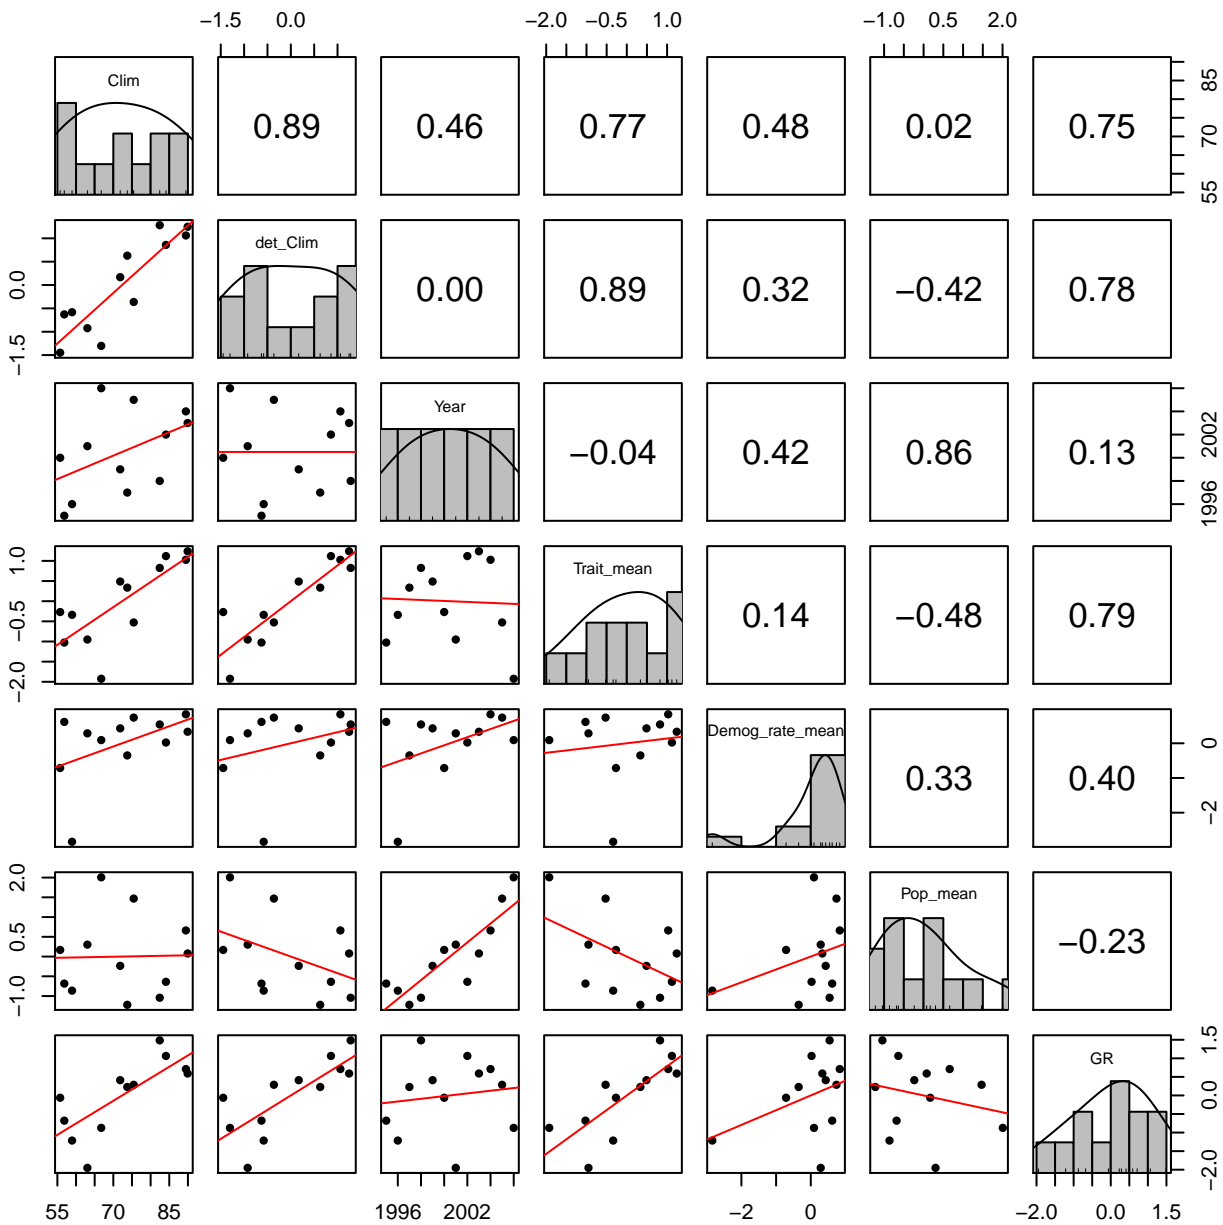 −1.5 0.0 −2.0 −0.5 1.0 −1.0 0.5 2.0
Clim 0.89 0.46 0.77 0.48 0.02 0.75 55 70 85
−1.5 0.0 det_Clim 0.00 0.89 0.32 −0.42 0.78
Year −0.04 0.42 0.86 0.13 1996 2002
−2.0 −0.5 1.0 Trait_mean 0.14 −0.48 0.79
Demog_rate_mean 0.33 0.40 −2 0
−1.0 0.5 2.0 Pop_mean −0.23
GR −2.0 0.0 1.5
55 70 85 1996 2002 −2 0 −2.0 0.0 1.5